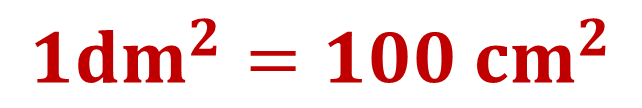 1dm² = 100 cm²